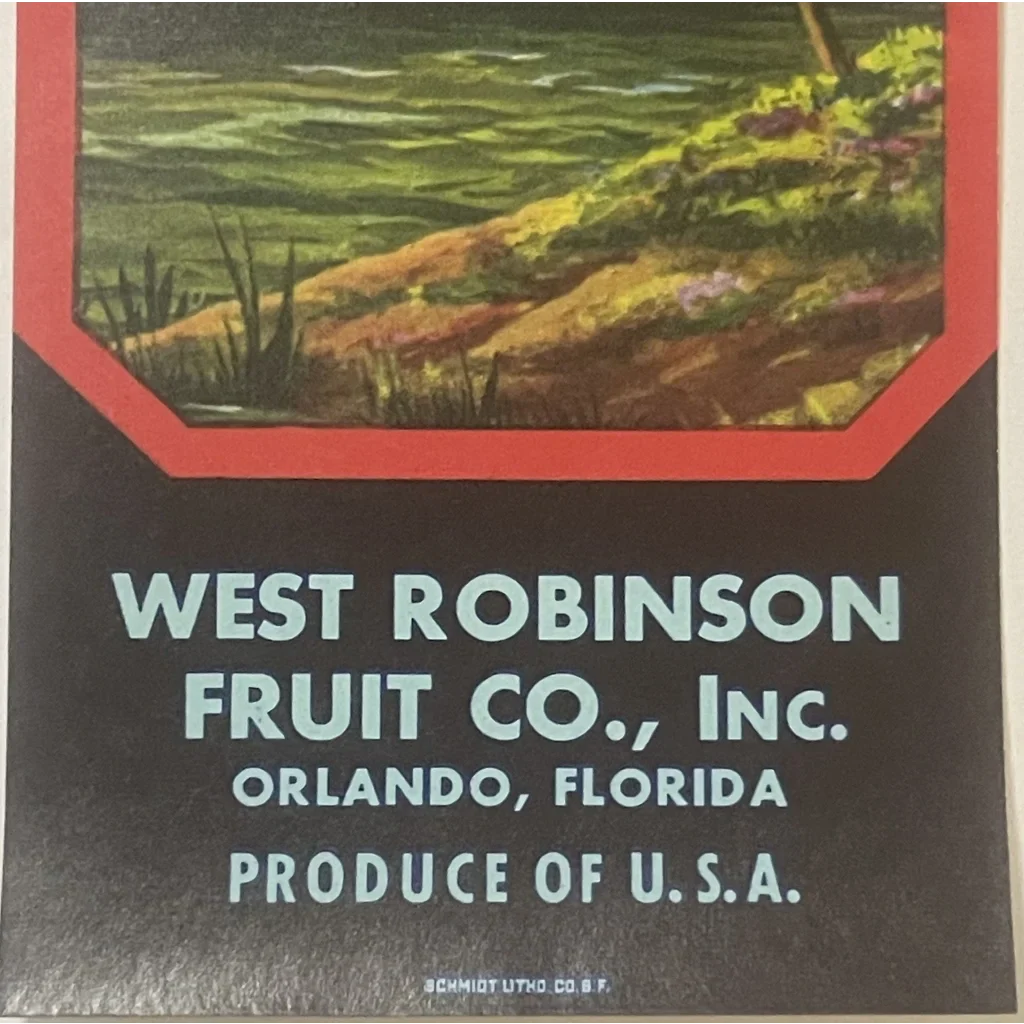 WEST ROBINSON
FRUIT CO., INC.
ORLANDO, FLORIDA
PRODUCE OF U.S.A.
SCHMIDT LITHO. CO. S.F.